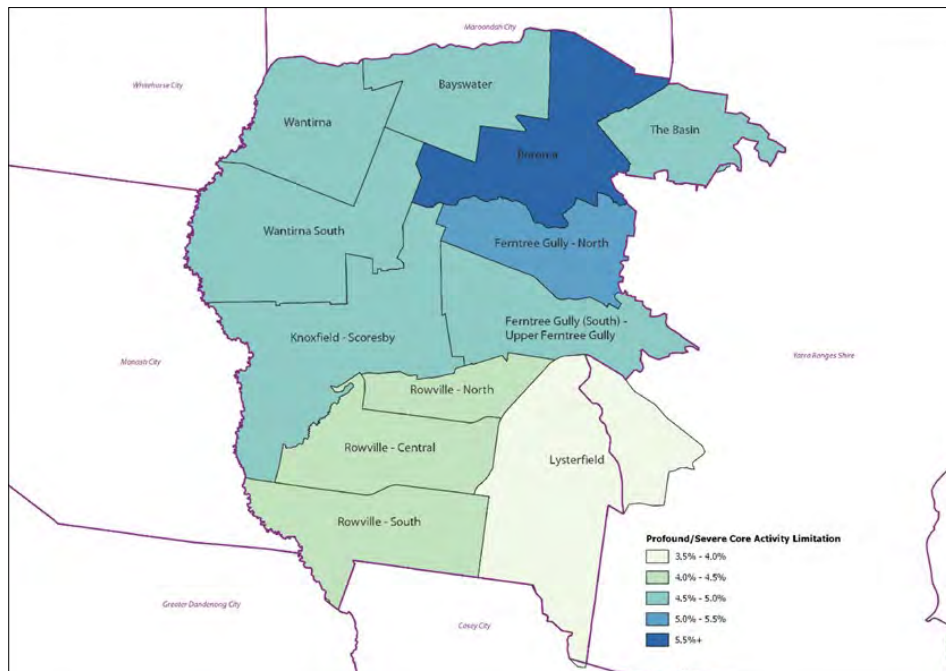 Maroondah City
Whitehorse City
Bayswater
Wantirna
The Basin
Boronia
Wantirna South
Ferntree Gully - North
Ferntree Gully (South) -
Upper Ferntree Gully
Knoxfield - Scoresby
Monash City
Yarra Ranges Shire
Rowville - North
Rowville - Central
Lysterfield
Rowville - South
Profound/Severe Core Activity Limitation
3.5% - 4.0%
4.0% - 4.5%
4.5% - 5.0%
5.0% - 5.5%
5.5%+
Greater Dandenong City
Casey City